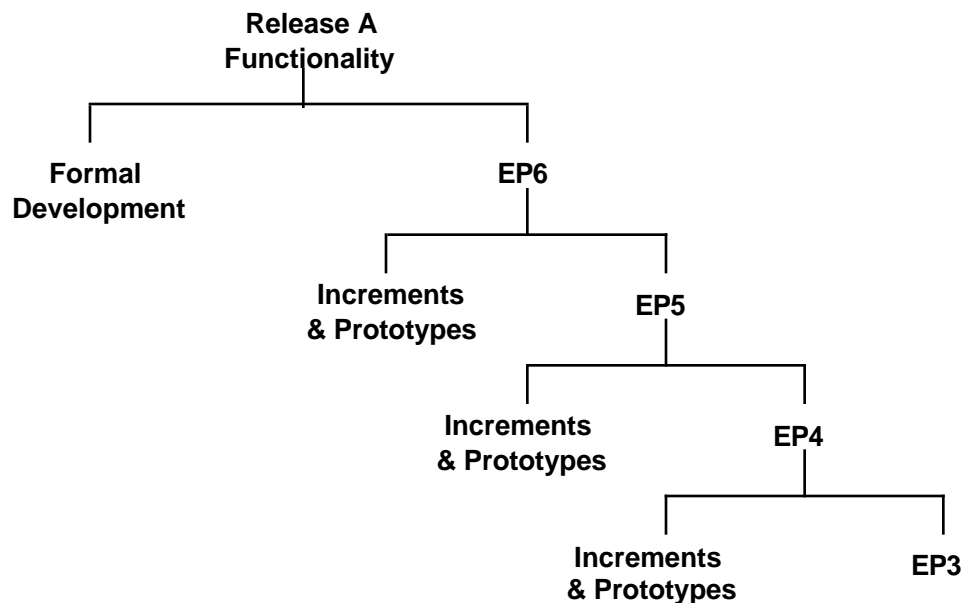 Release A
Functionality
Formal
Development
EP6
Increments
& Prototypes
EP5
Increments
& Prototypes
EP4
Increments
& Prototypes
EP3